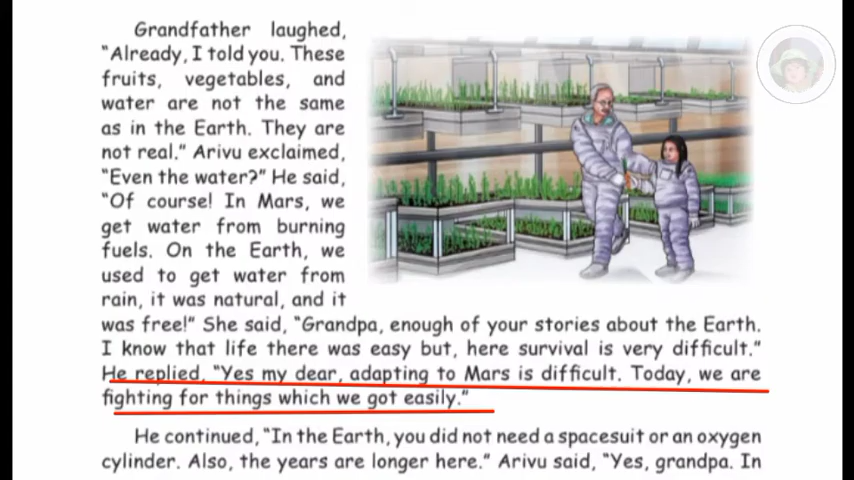 Grandfather laughed,
“Already, I told you. These
fruits, vegetables, and
water are not the same
as in the Earth. They are
not real.” Arivu exclaimed,
“Even the water?” He said,
“Of course! In Mars, we
get water from burning
fuels. On the Earth, we
used to get water from
rain, it was natural, and it
was free!” She said, “Grandpa, enough of your stories about the Earth.
I know that life there was easy but, here survival is very difficult.”
He replied, “Yes my dear, adapting to Mars is difficult. Today, we are
fighting for things which we got easily.”
He continued, “In the Earth, you did not need a spacesuit or an oxygen
cylinder. Also, the years are longer here.” Arivu said, “Yes, grandpa. In